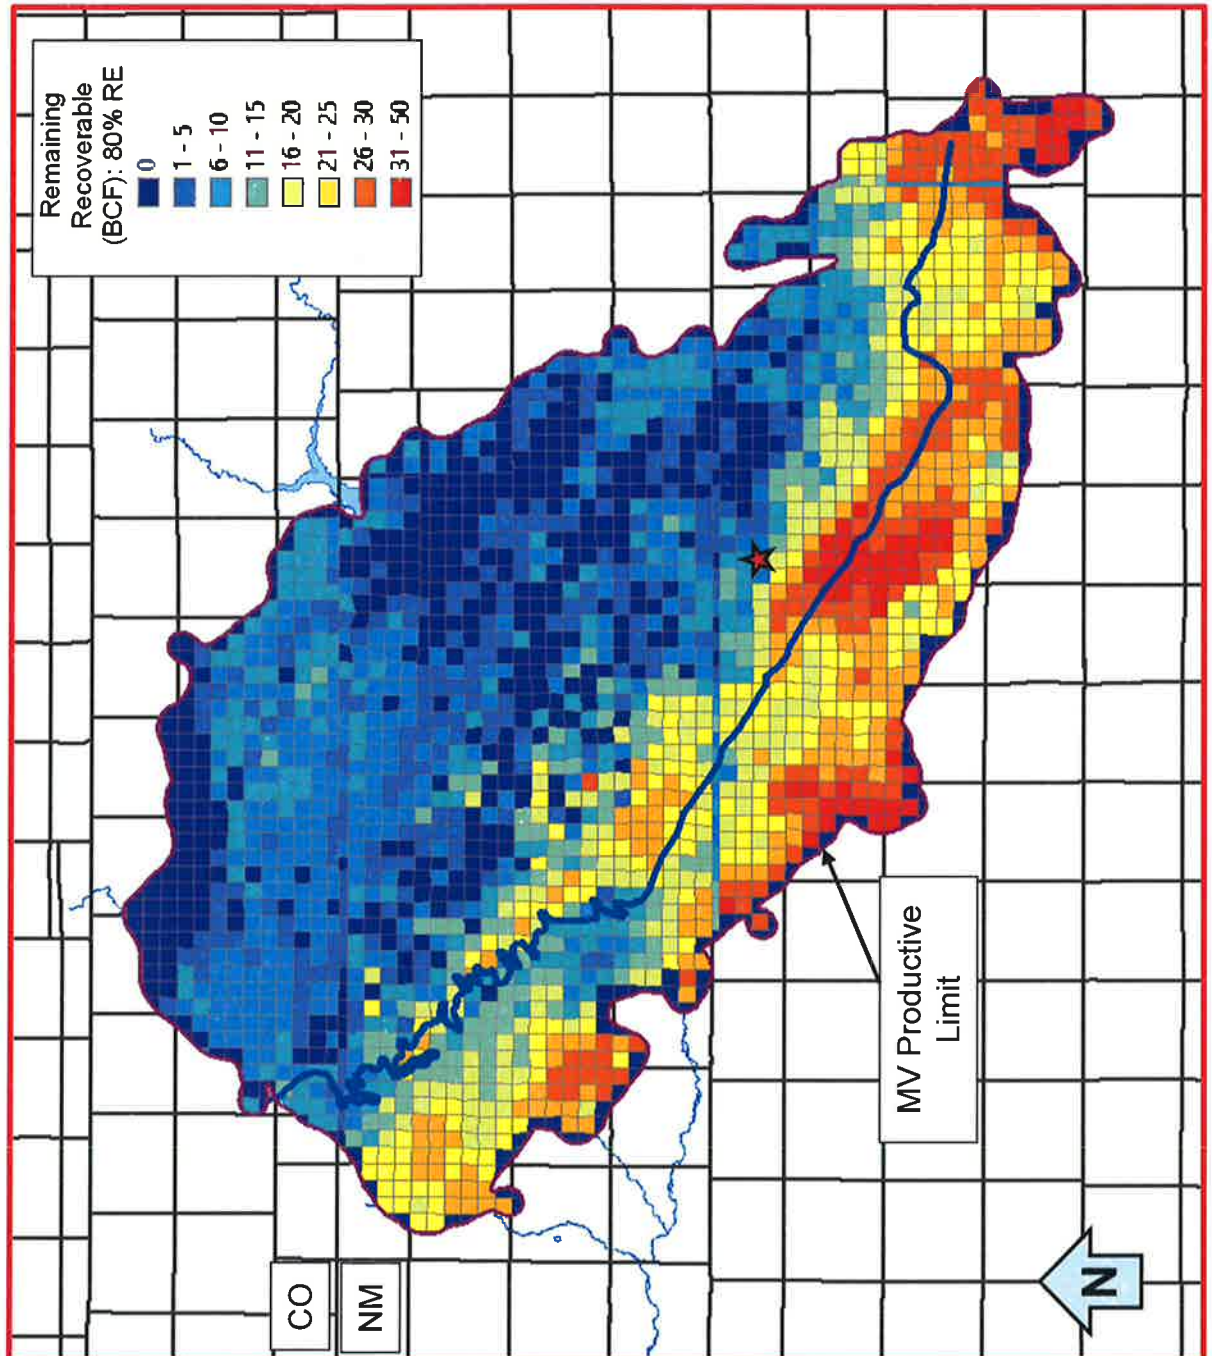 Remaining
Recoverable
(BCF): 80% RE
0
1 - 5
6 - 10
11 - 15
16 - 20
21 - 25
26 - 30
31 - 50
MV Productive
Limit
CO
NM
N